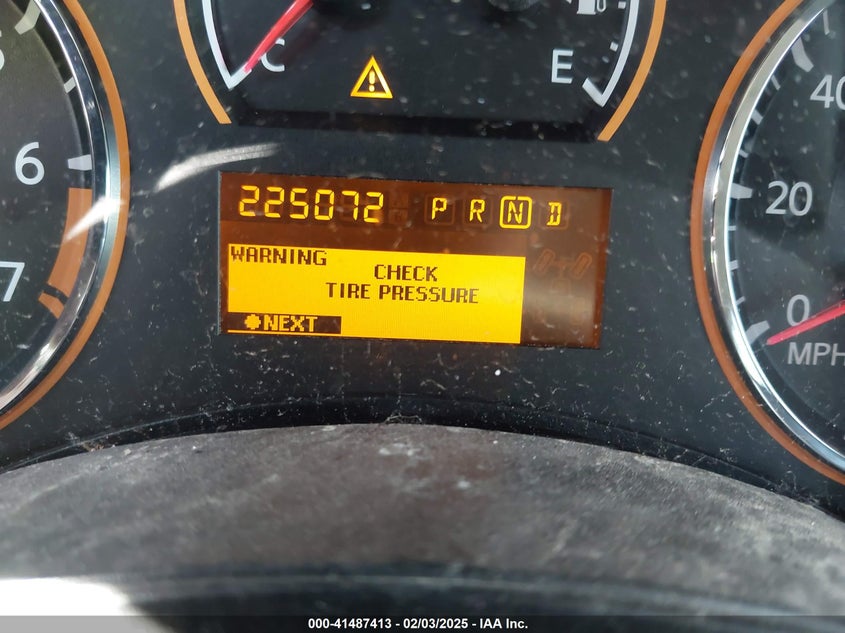 C
E
6
7
40
20
0
MPH
225072 P R N D
WARNING
CHECK
TIRE PRESSURE
NEXT
000-41487413 - 02/03/2025 - IAA Inc.